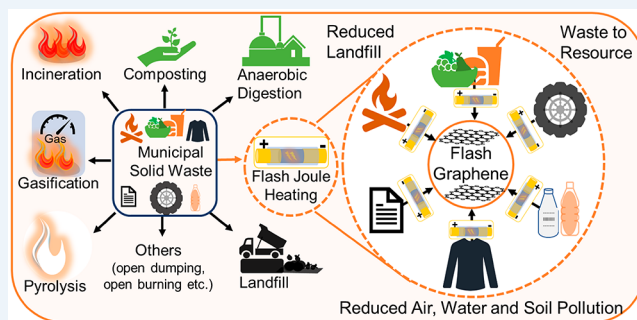 Incineration
Composting
Anaerobic
Digestion
Reduced
Landfill
Waste to
Resource
Gas
Gasification
Municipal
Solid Waste
+ -
Flash Joule
Heating
Pyrolysis
Others
(open dumping,
open burning etc.)
Landfill
+ -
+ -
+ -
Flash
Graphene
+ -
+ -
+ -
Reduced Air, Water and Soil Pollution